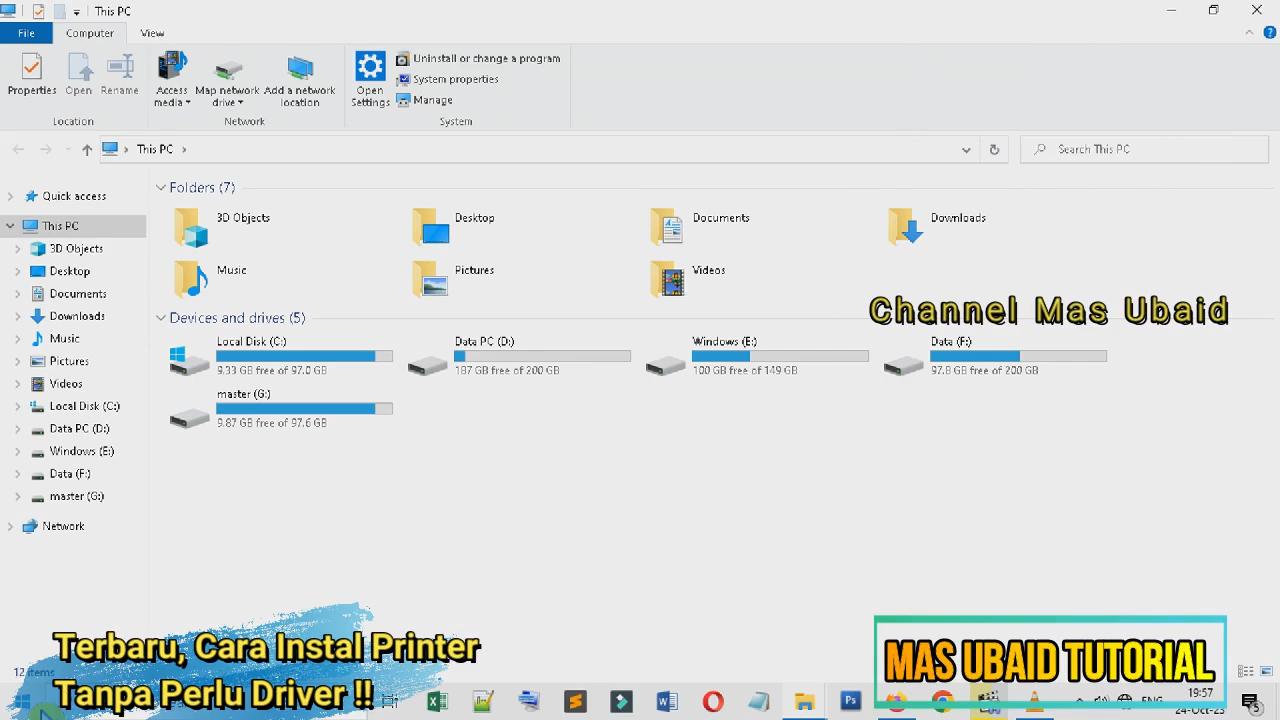 This PC
File
Computer
View
Properties
Open
Rename
Access media
Map network drive
Add a network location
Open Settings
Uninstall or change a program
System properties
Manage
Location
Network
System
This PC
Search This PC
Quick access
This PC
3D Objects
Desktop
Documents
Downloads
Music
Pictures
Videos
Local Disk (C:)
Data PC (D:)
Windows (E:)
Data (F:)
master (G:)
Network
Folders (7)
3D Objects
Desktop
Documents
Downloads
Music
Pictures
Videos
Channel Mas Ubaid
Devices and drives (5)
Local Disk (C:)
9.33 GB free of 97.0 GB
Data PC (D:)
187 GB free of 200 GB
Windows (E:)
100 GB free of 149 GB
Data (F:)
97.8 GB free of 200 GB
master (G:)
9.87 GB free of 97.6 GB
12 items
Terbaru, Cara Instal Printer
Tanpa Perlu Driver !!
MAS UBAID TUTORIAL
ENG
19:57
24-Oct-23